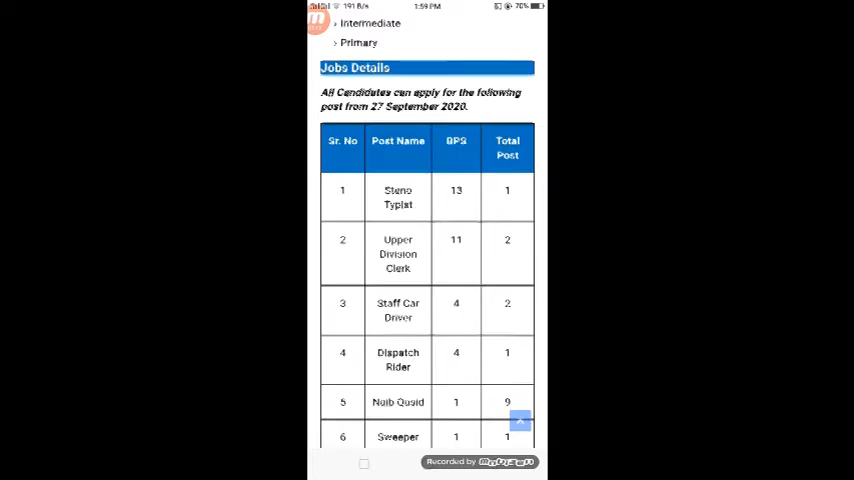 191 B/s 1:59 PM 70%
› Intermediate
› Primary
Jobs Details
All Candidates can apply for the following
post from 27 September 2020.
Sr. No Post Name BPS Total
Post
1 Steno
Typist 13 1
2 Upper
Division
Clerk 11 2
3 Staff Car
Driver 4 2
4 Dispatch
Rider 4 1
5 Naib Qasid 1 9
6 Sweeper 1 1
Recorded by